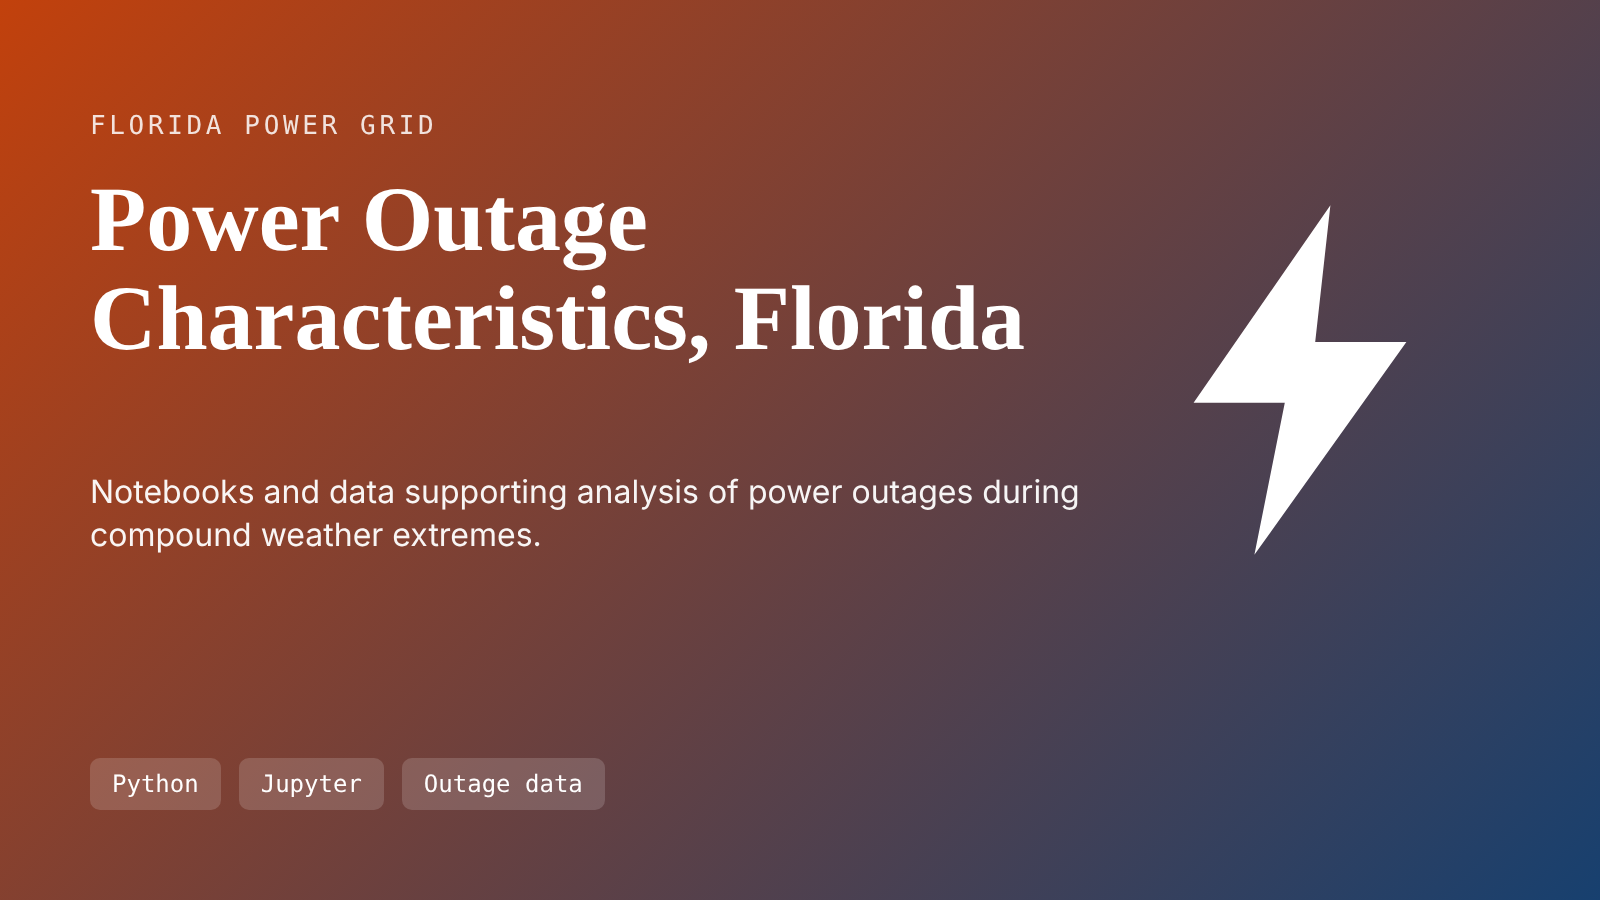 FLORIDA POWER GRID
Power Outage
Characteristics, Florida
Notebooks and data supporting analysis of power outages during
compound weather extremes.
Python
Jupyter
Outage data